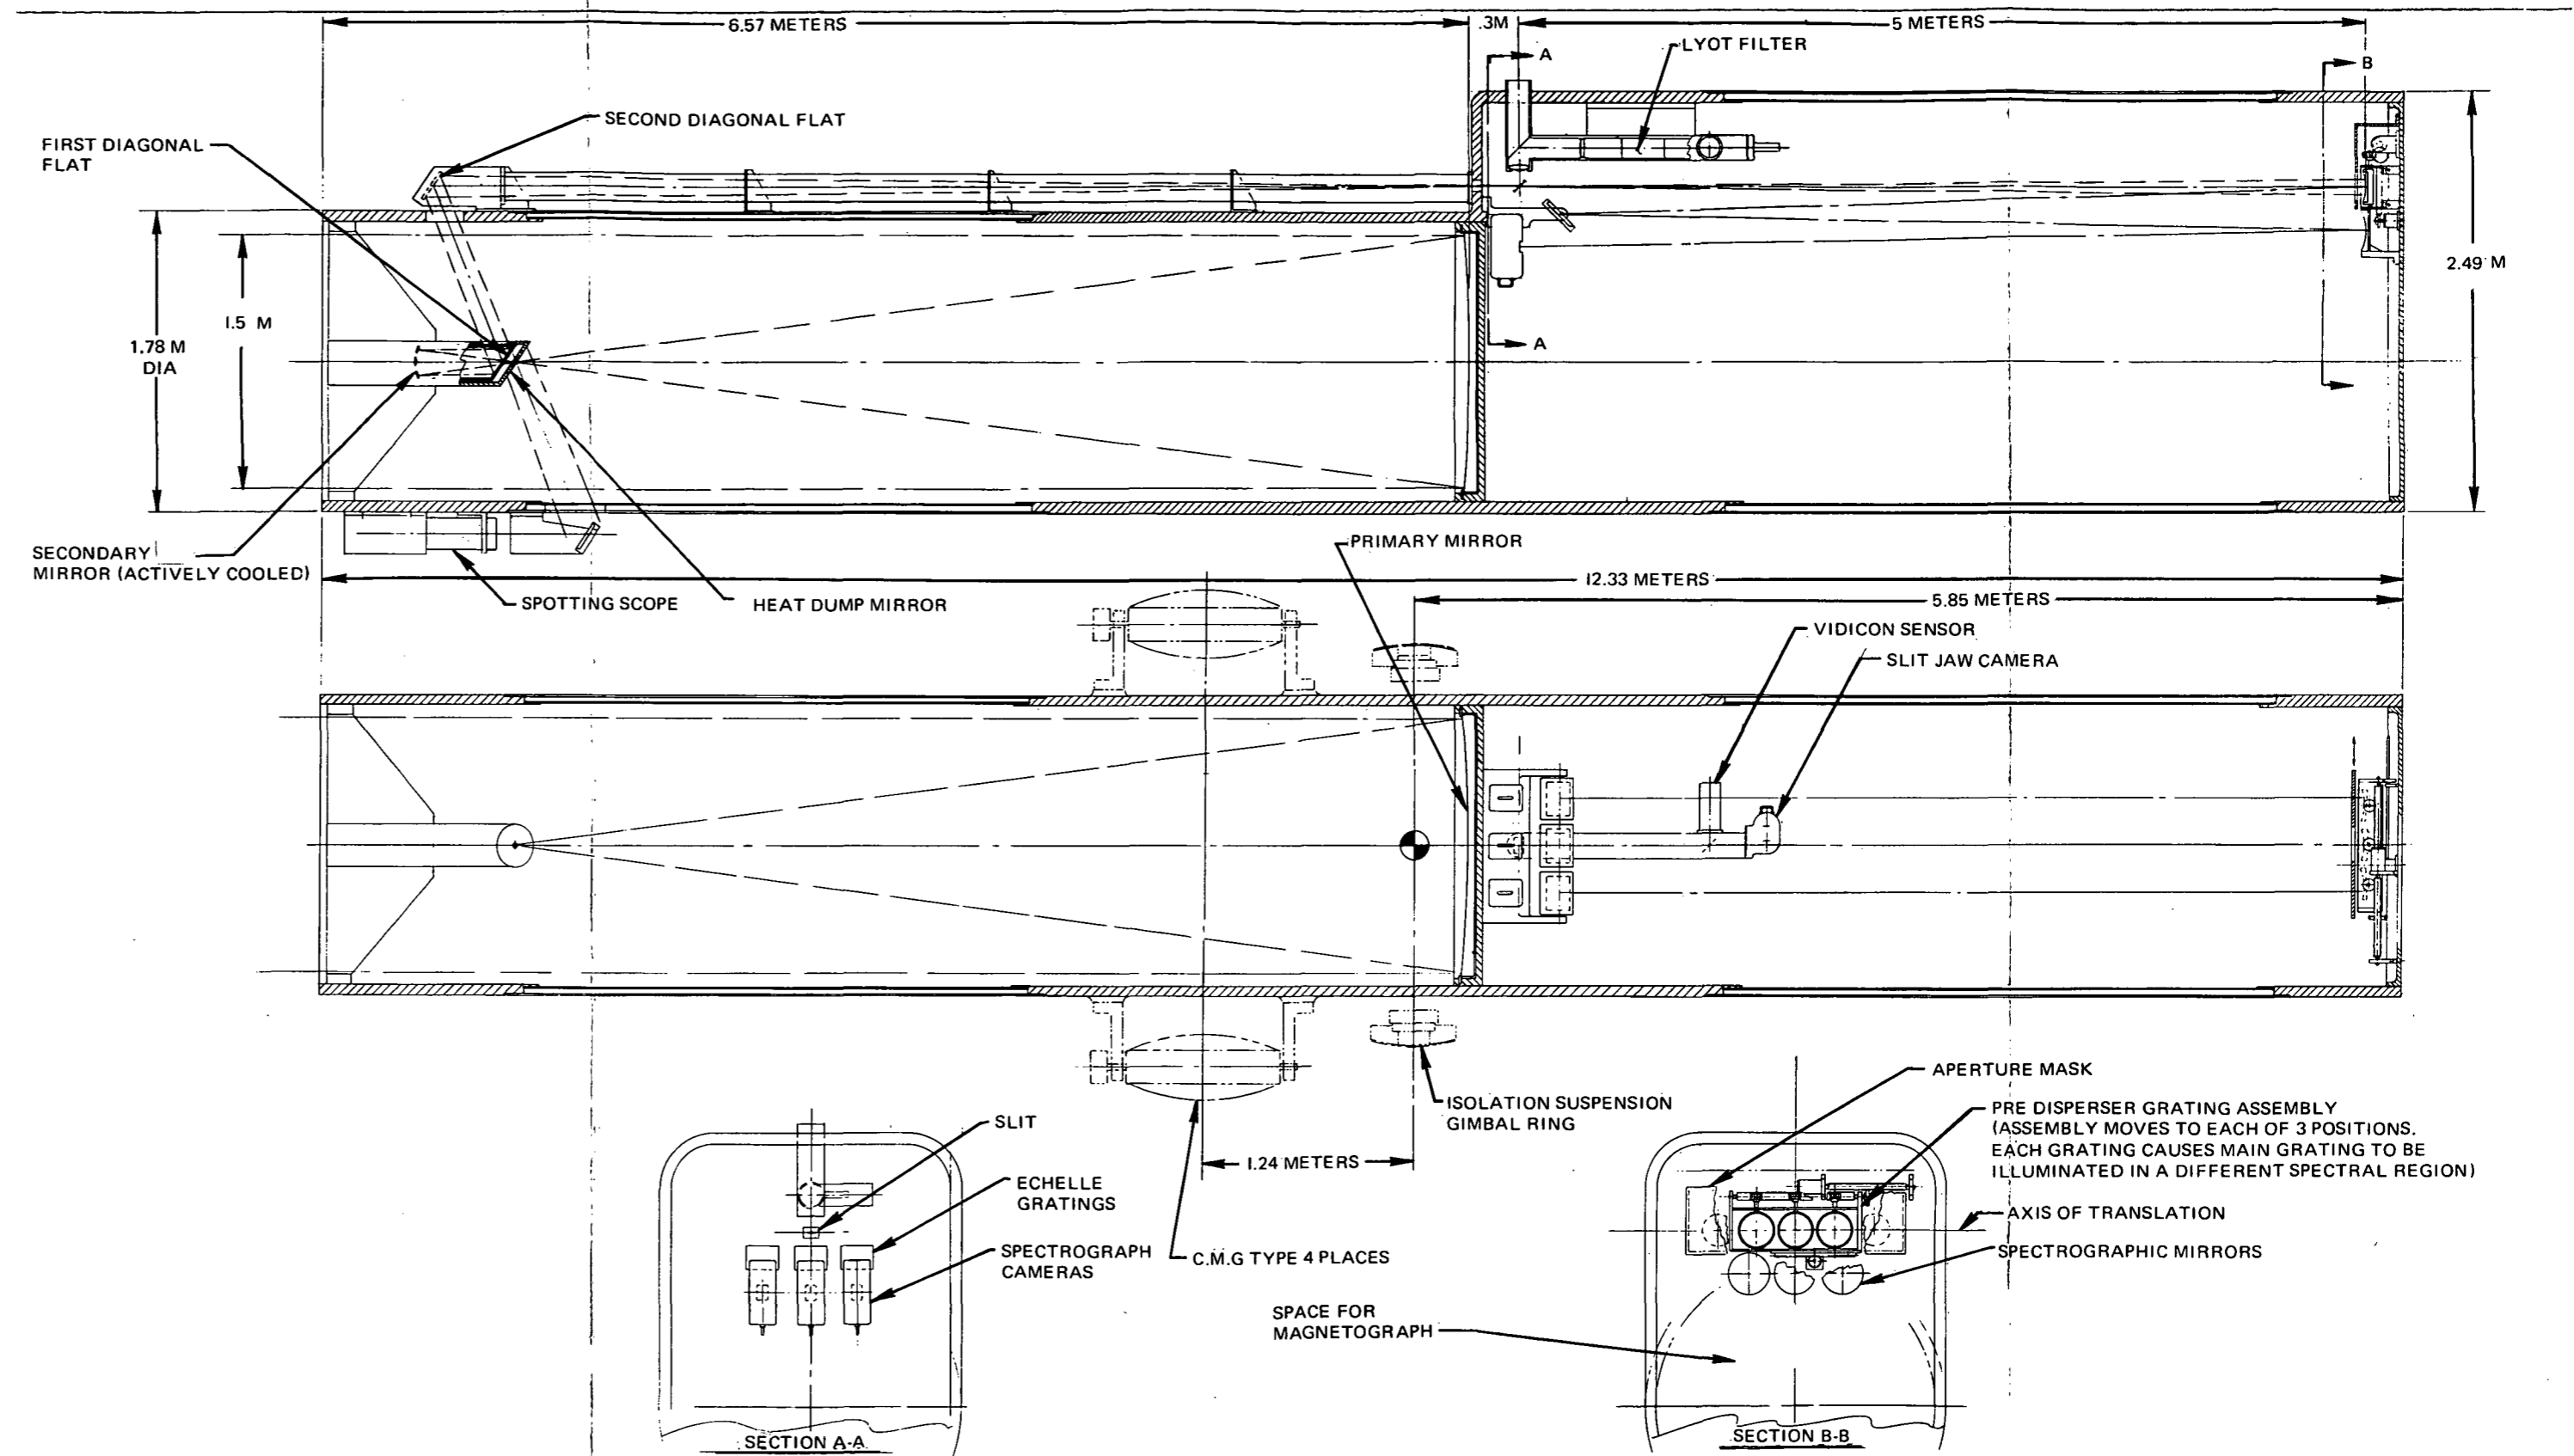 6.57 METERS
.3M
5 METERS
LYOT FILTER
A
B
SECOND DIAGONAL FLAT
FIRST DIAGONAL
FLAT
2.49 M
1.5 M
1.78 M
DIA
A
SECONDARY
MIRROR (ACTIVELY COOLED)
SPOTTING SCOPE
HEAT DUMP MIRROR
PRIMARY MIRROR
12.33 METERS
5.85 METERS
VIDICON SENSOR
SLIT JAW CAMERA
ISOLATION SUSPENSION
GIMBAL RING
1.24 METERS
C.M.G TYPE 4 PLACES
SLIT
ECHELLE
GRATINGS
SPECTROGRAPH
CAMERAS
SECTION A-A
APERTURE MASK
PRE DISPERSER GRATING ASSEMBLY
(ASSEMBLY MOVES TO EACH OF 3 POSITIONS.
EACH GRATING CAUSES MAIN GRATING TO BE
ILLUMINATED IN A DIFFERENT SPECTRAL REGION)
AXIS OF TRANSLATION
SPECTROGRAPHIC MIRRORS
SPACE FOR
MAGNETOGRAPH
SECTION B-B